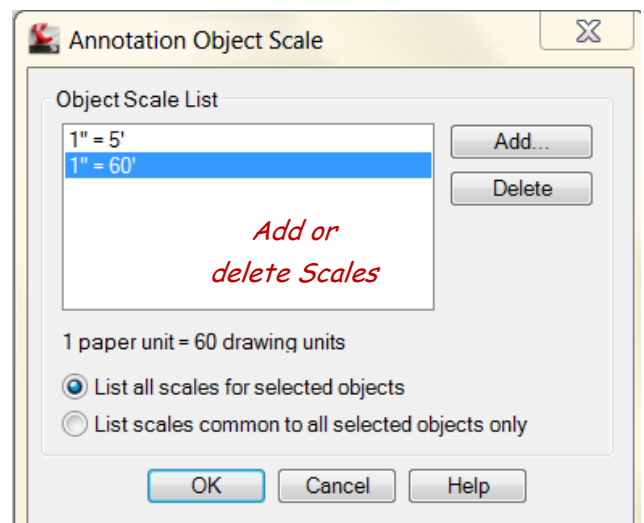 Annotation Object Scale
Object Scale List
1" = 5'
1" = 60'
Add...
Delete
Add or
delete Scales
1 paper unit = 60 drawing units
List all scales for selected objects
List scales common to all selected objects only
OK
Cancel
Help